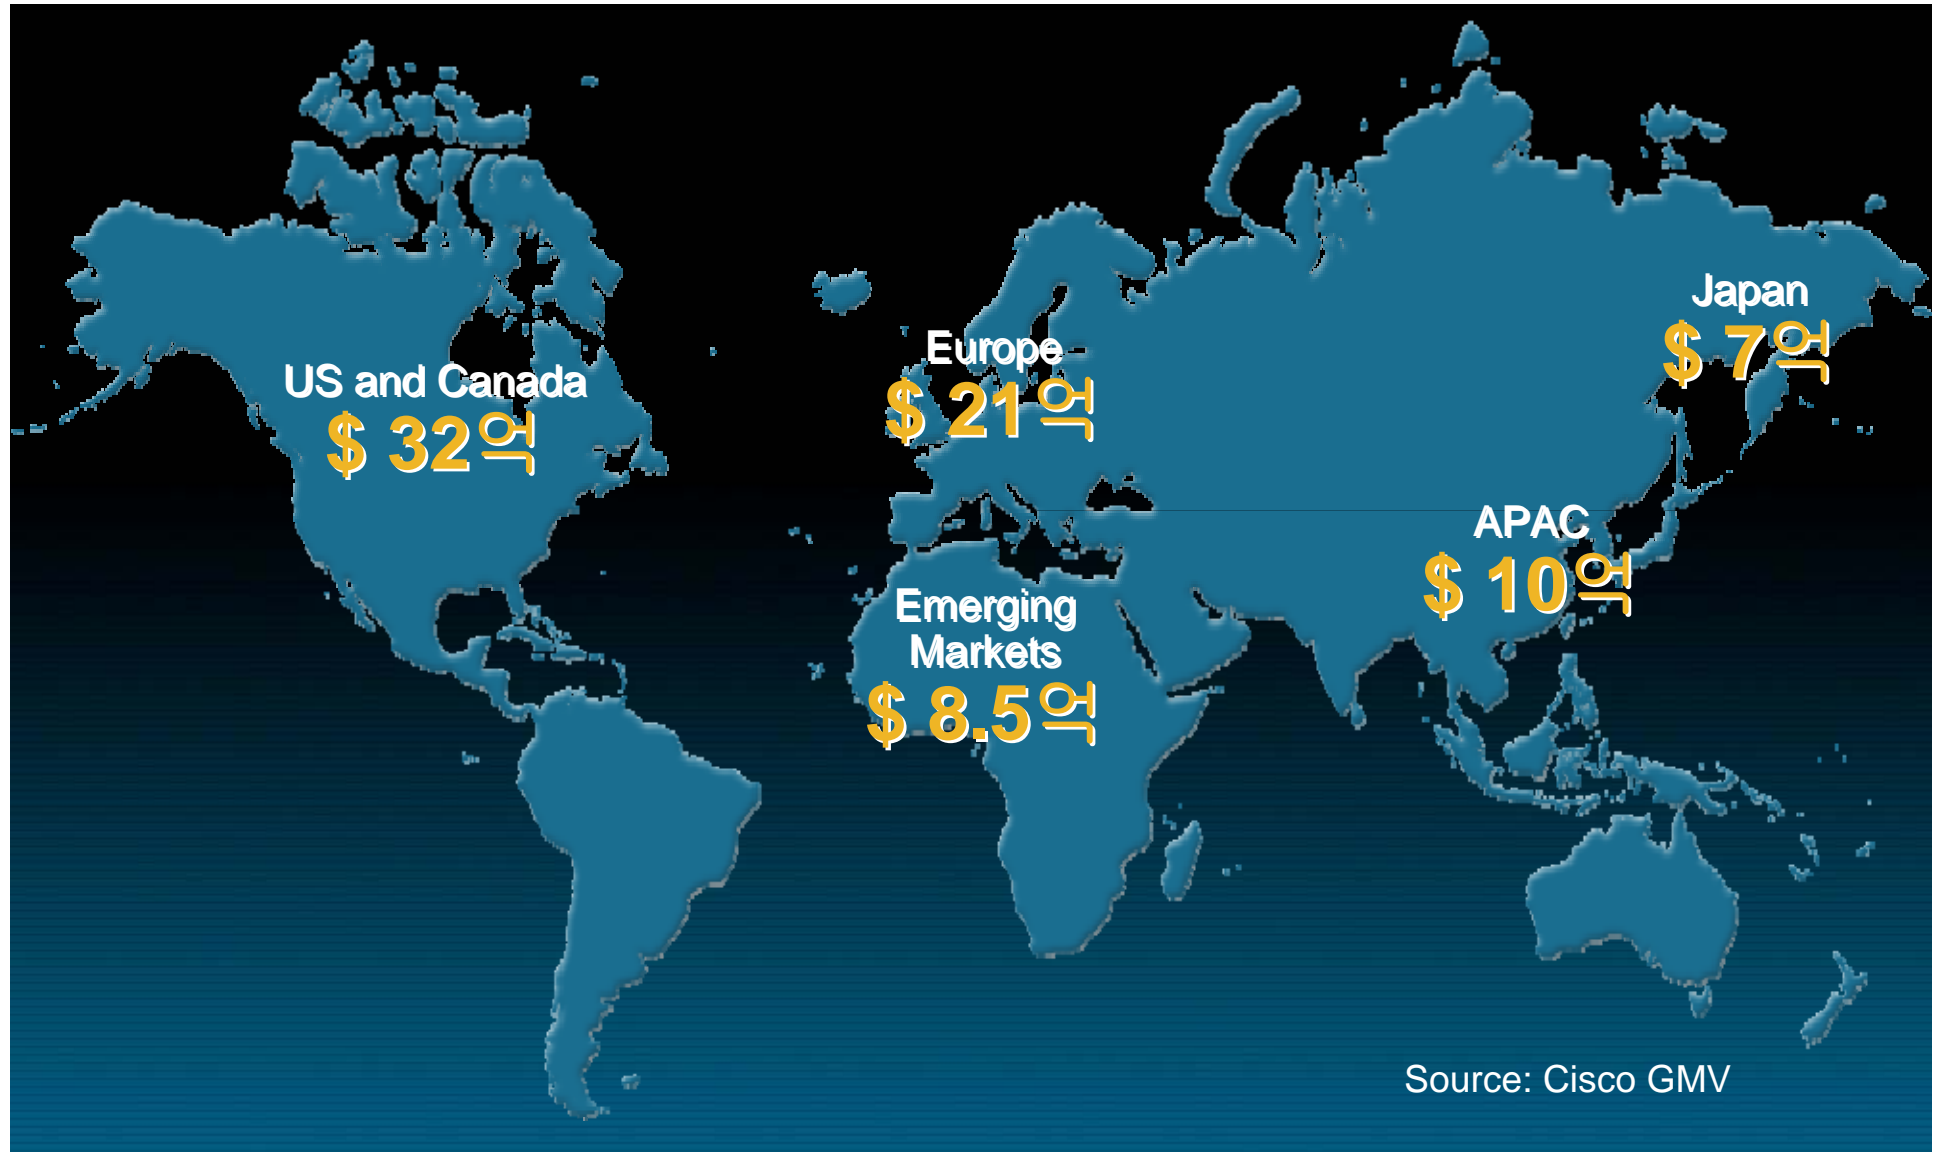 US and Canada
$ 32억
Europe
$ 21억
Japan
$ 7억
APAC
$ 10억
Emerging
Markets
$ 8.5억
Source: Cisco GMV